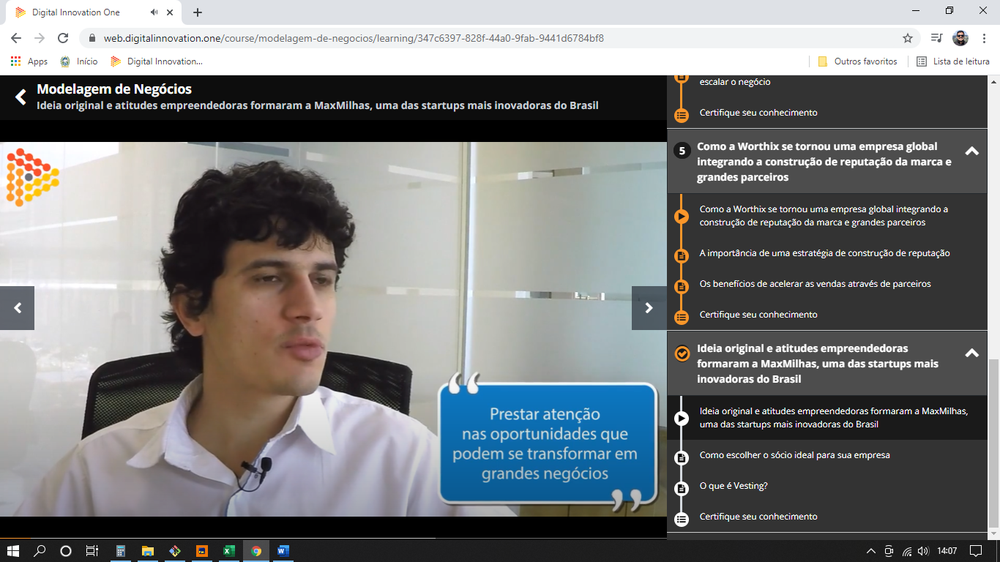 Digital Innovation One
web.digitalinnovation.one/course/modelagem-de-negocios/learning/347c6397-828f-44a0-9fab-9441d6784bf8
Apps
Início
Digital Innovation...
Outros favoritos
Lista de leitura
Modelagem de Negócios
Ideia original e atitudes empreendedoras formaram a MaxMilhas, uma das startups mais inovadoras do Brasil
“
Prestar atenção
nas oportunidades que
podem se transformar em
grandes negócios
”
escalar o negócio
Certifique seu conhecimento
5
Como a Worthix se tornou uma empresa global
integrando a construção de reputação da marca e
grandes parceiros
Como a Worthix se tornou uma empresa global integrando a
construção de reputação da marca e grandes parceiros
A importância de uma estratégia de construção de reputação
Os benefícios de acelerar as vendas através de parceiros
Certifique seu conhecimento
Ideia original e atitudes empreendedoras
formaram a MaxMilhas, uma das startups mais
inovadoras do Brasil
Ideia original e atitudes empreendedoras formaram a MaxMilhas,
uma das startups mais inovadoras do Brasil
Como escolher o sócio ideal para sua empresa
O que é Vesting?
Certifique seu conhecimento
14:07